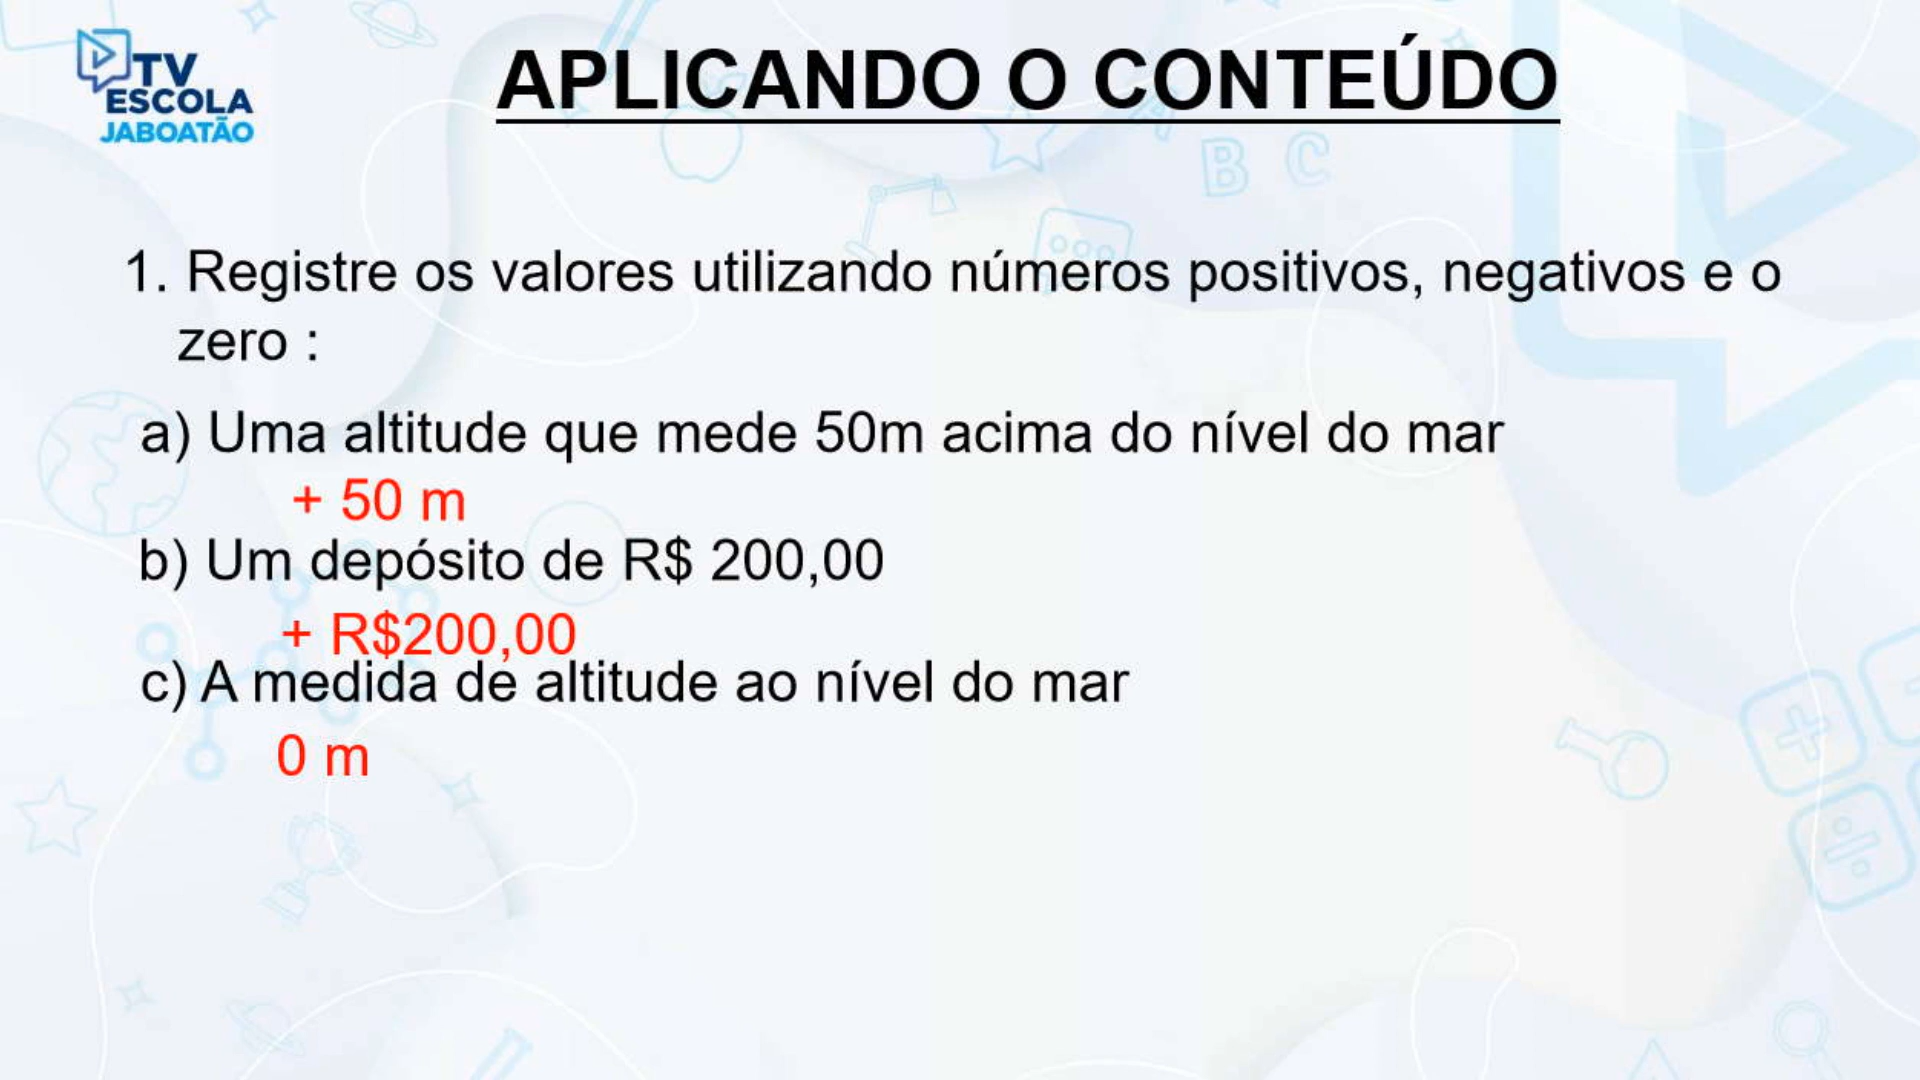 TV
ESCOLA
JABOATÃO
APLICANDO O CONTEÚDO
A B C
1. Registre os valores utilizando números positivos, negativos e o
zero :
a) Uma altitude que mede 50m acima do nível do mar
+ 50 m
b) Um depósito de R$ 200,00
+ R$200,00
c) A medida de altitude ao nível do mar
0 m